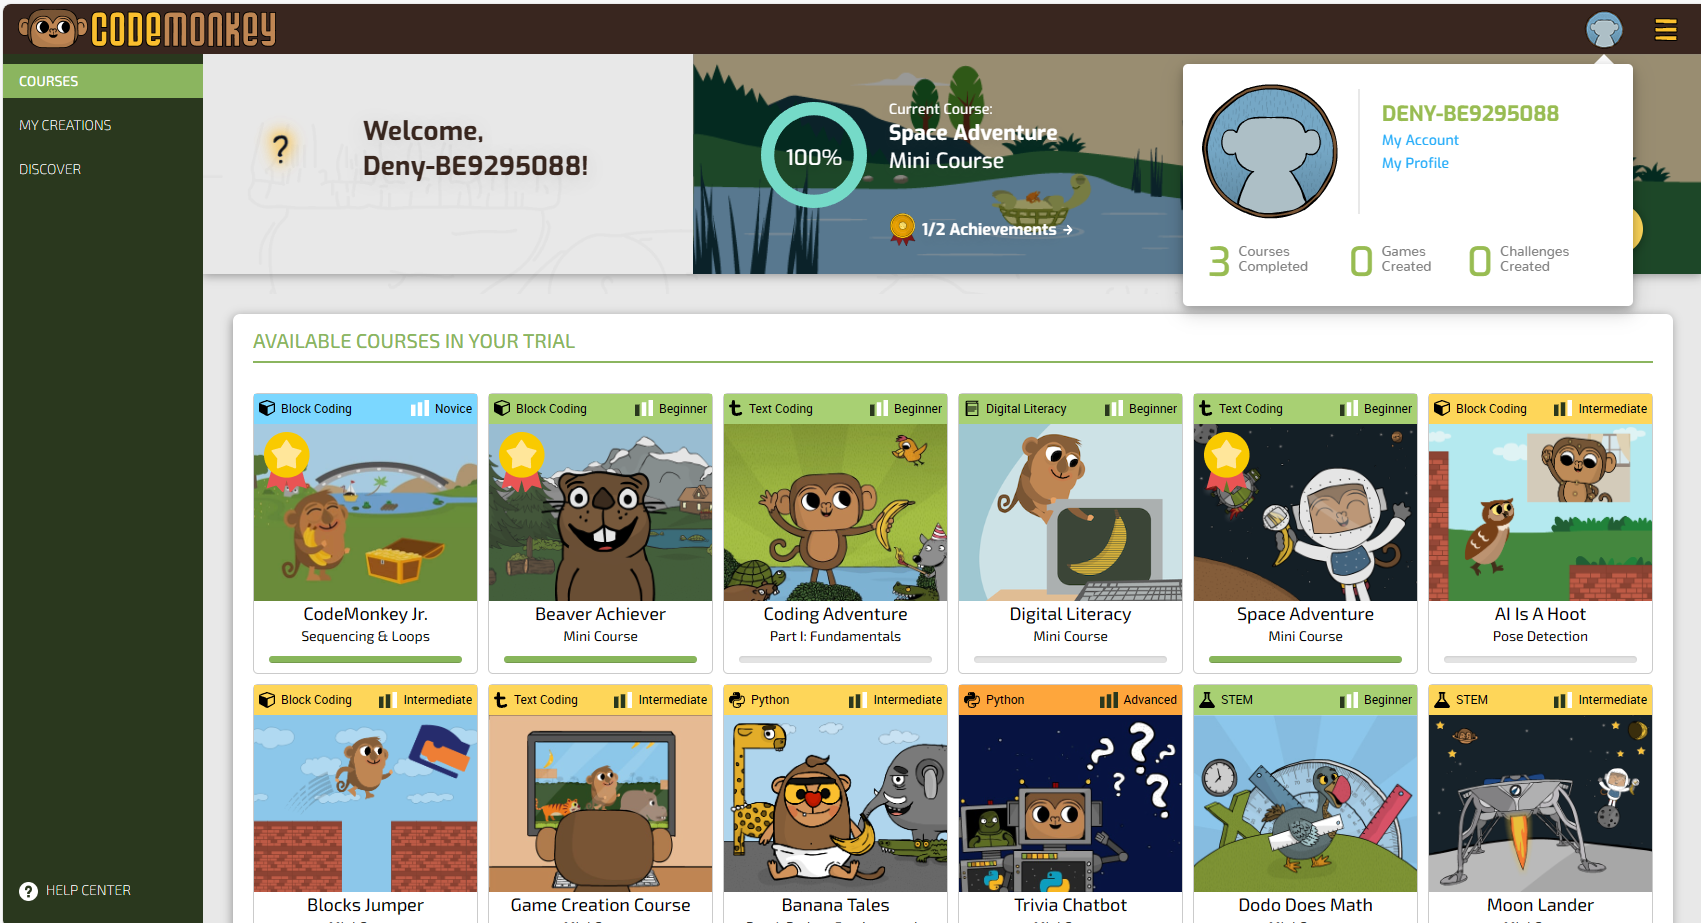 CODEMONKEY
COURSES
MY CREATIONS
DISCOVER
HELP CENTER
?
Welcome,
Deny-BE9295088!
100%
Current Course:
Space Adventure
Mini Course
1/2 Achievements →
DENY-BE9295088
My Account
My Profile
3 Courses Completed
0 Games Created
0 Challenges Created
AVAILABLE COURSES IN YOUR TRIAL
Block Coding Novice
CodeMonkey Jr.
Sequencing & Loops
Block Coding Beginner
Beaver Achiever
Mini Course
Text Coding Beginner
Coding Adventure
Part I: Fundamentals
Digital Literacy Beginner
Digital Literacy
Mini Course
Text Coding Beginner
Space Adventure
Mini Course
Block Coding Intermediate
AI Is A Hoot
Pose Detection
Block Coding Intermediate
Blocks Jumper
Text Coding Intermediate
Game Creation Course
Python Intermediate
Banana Tales
Python Advanced
Trivia Chatbot
STEM Beginner
Dodo Does Math
STEM Intermediate
Moon Lander